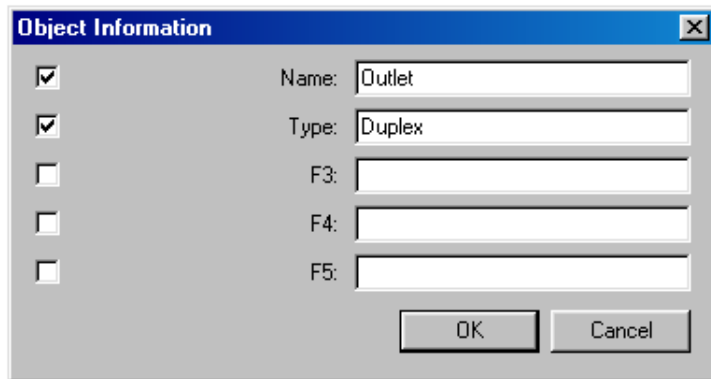 Object Information
Name: Outlet
Type: Duplex
F3:
F4:
F5:
OK Cancel